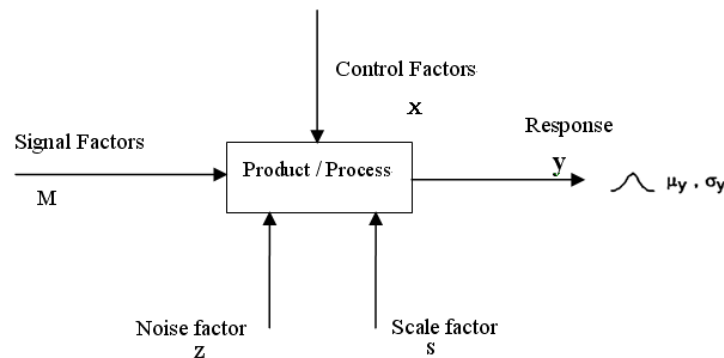 Control Factors
x
Signal Factors
M
Product / Process
Response
y
μy , σy
Noise factor
z
Scale factor
s